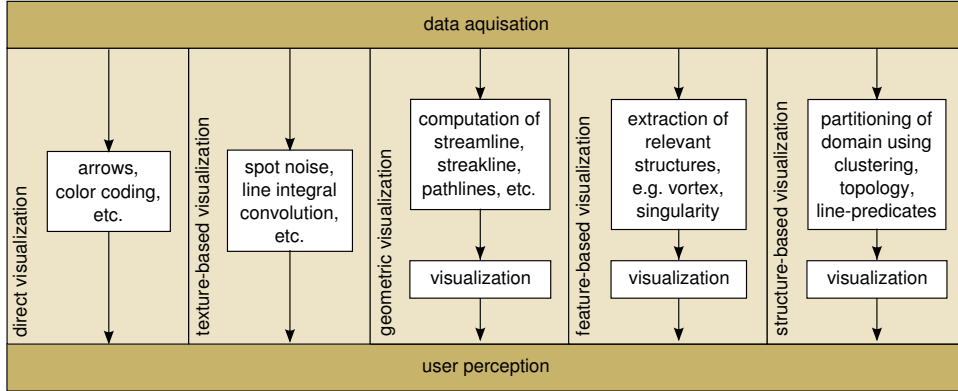 data aquisation
direct visualization
arrows,
color coding,
etc.
texture-based visualization
spot noise,
line integral
convolution,
etc.
geometric visualization
computation of
streamline,
streakline,
pathlines, etc.
visualization
feature-based visualization
extraction of
relevant
structures,
e.g. vortex,
singularity
visualization
structure-based visualization
partitioning of
domain using
clustering,
topology,
line-predicates
visualization
user perception